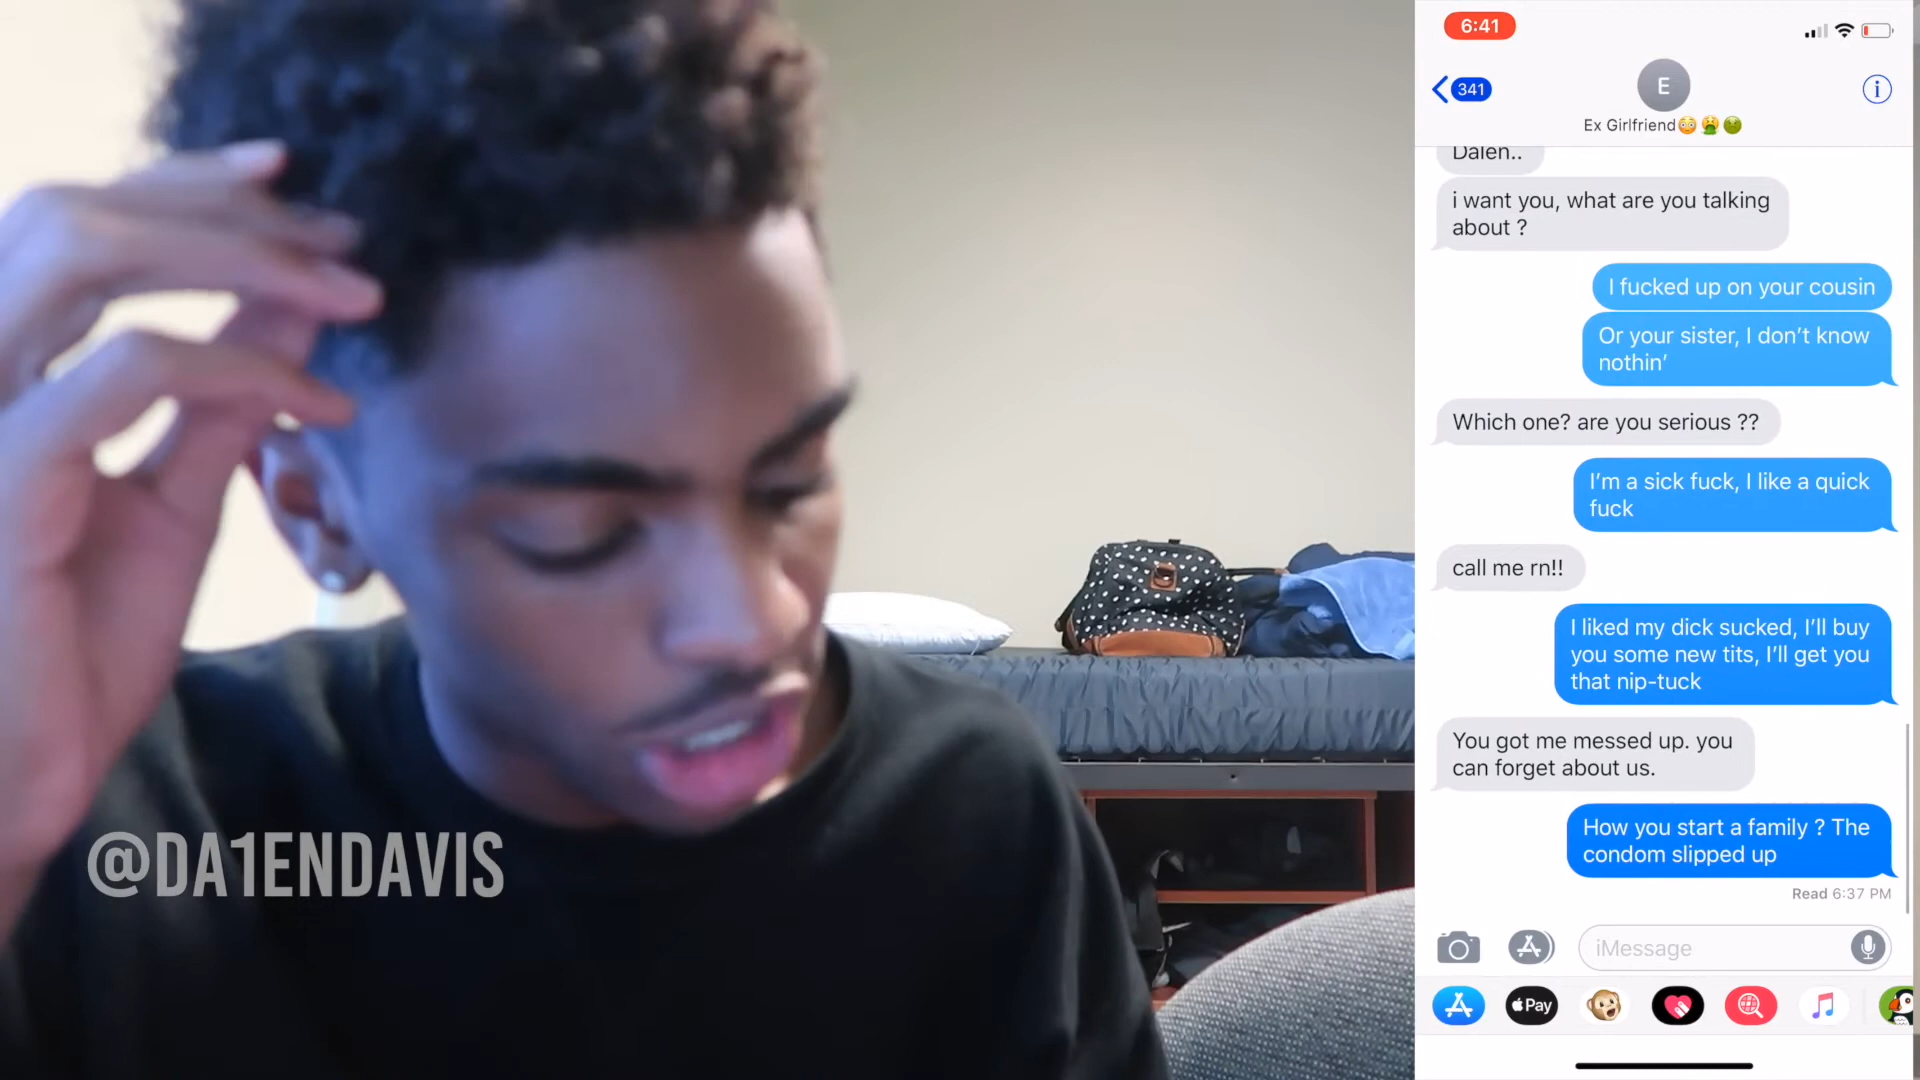 @DA1ENDAVIS
6:41
341
E
Ex Girlfriend😳🤮🤢
Dalen..
i want you, what are you talking
about ?
I fucked up on your cousin
Or your sister, I don’t know
nothin’
Which one? are you serious ??
I’m a sick fuck, I like a quick
fuck
call me rn!!
I liked my dick sucked, I’ll buy
you some new tits, I’ll get you
that nip-tuck
You got me messed up. you
can forget about us.
How you start a family ? The
condom slipped up
Read 6:37 PM
iMessage
Pay